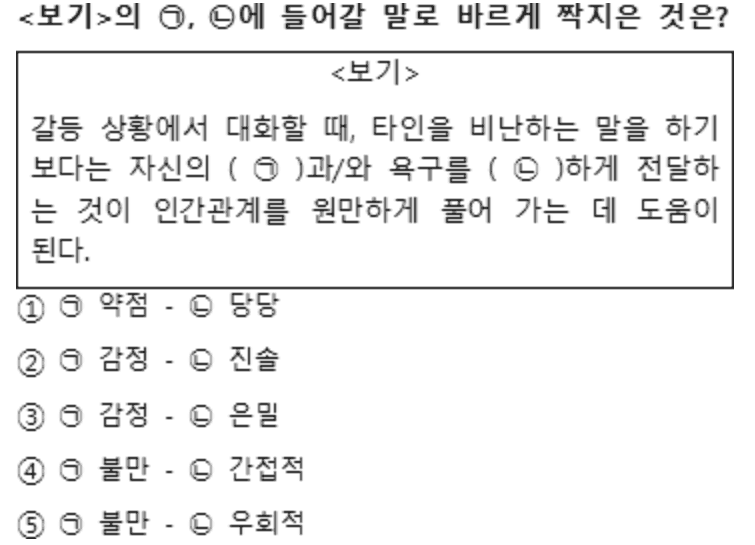 <보기>의 ㉠, ㉡에 들어갈 말로 바르게 짝지은 것은?
<보기>
갈등 상황에서 대화할 때, 타인을 비난하는 말을 하기
보다는 자신의 ( ㉠ )과/와 욕구를 ( ㉡ )하게 전달하
는 것이 인간관계를 원만하게 풀어 가는 데 도움이
된다.
① ㉠ 약점 - ㉡ 당당
② ㉠ 감정 - ㉡ 진솔
③ ㉠ 감정 - ㉡ 은밀
④ ㉠ 불만 - ㉡ 간접적
⑤ ㉠ 불만 - ㉡ 우회적